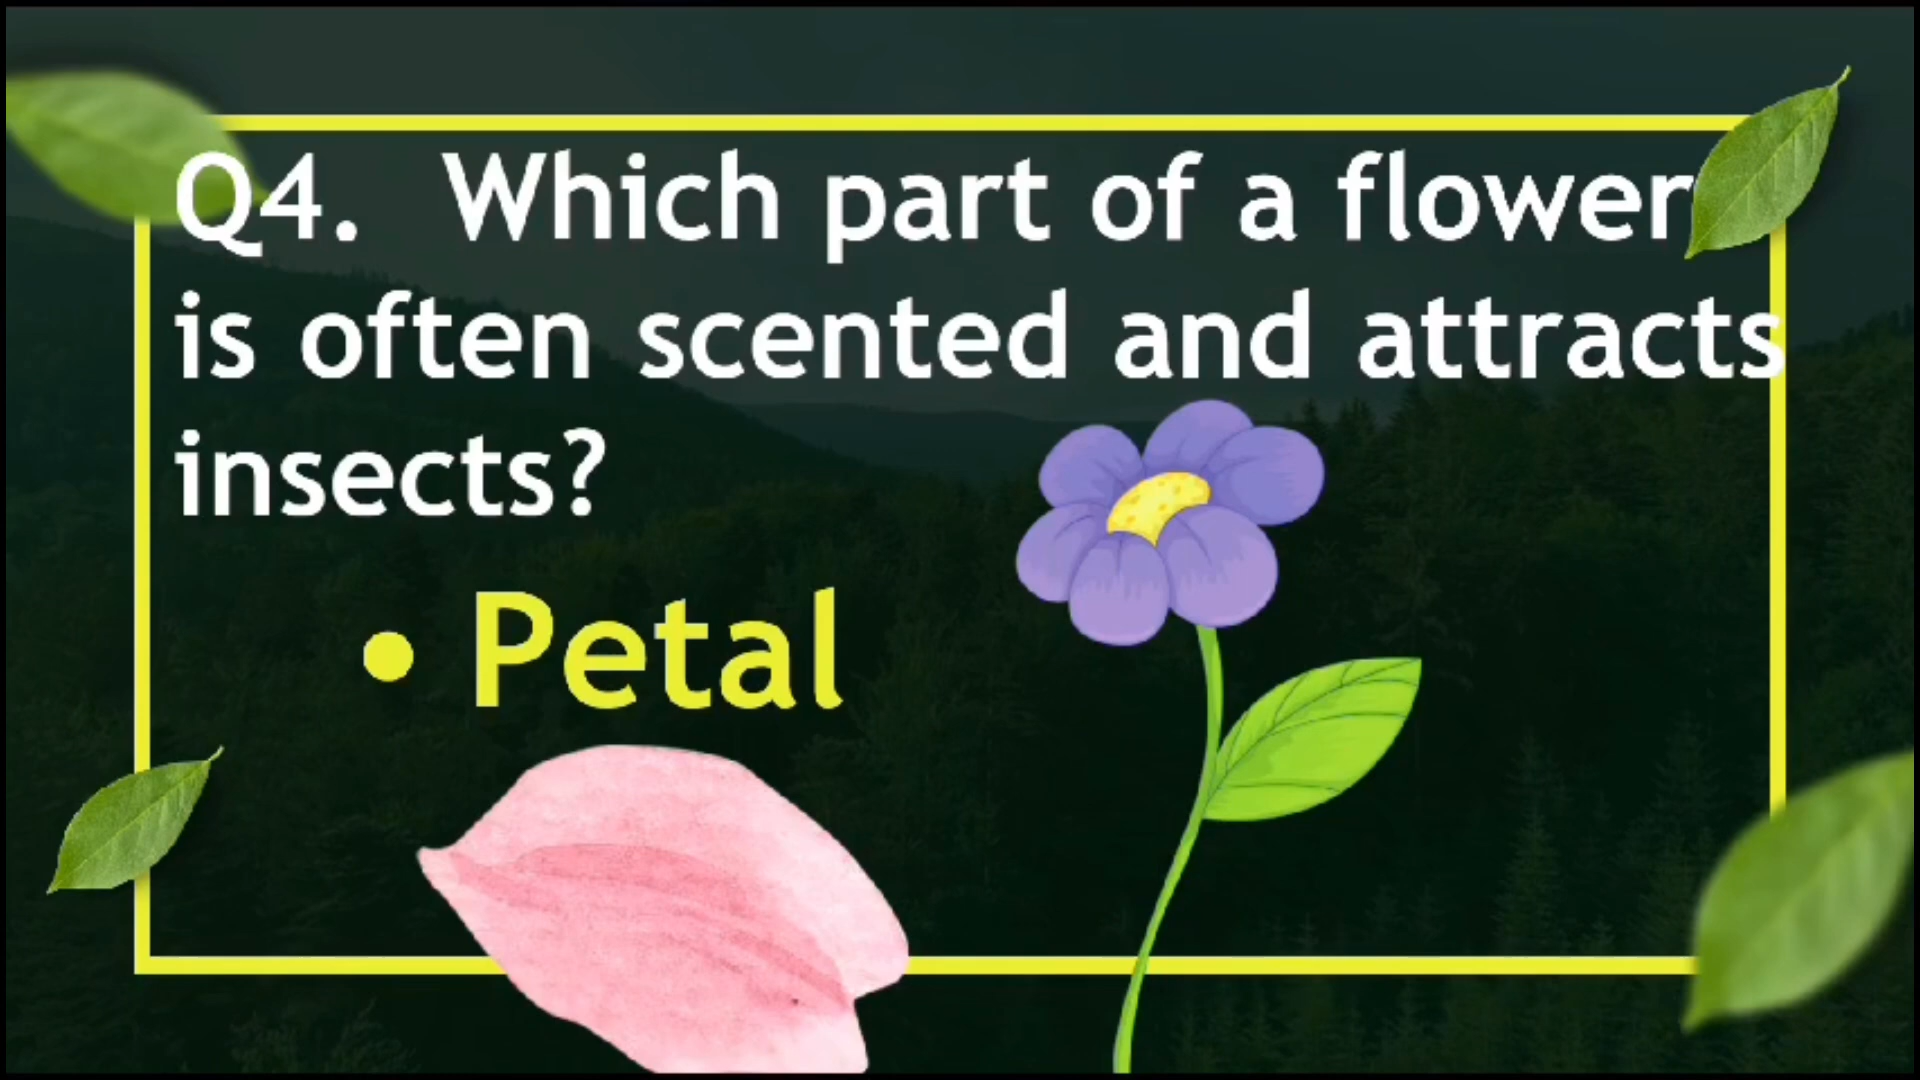 Q4. Which part of a flower
is often scented and attracts
insects?
• Petal